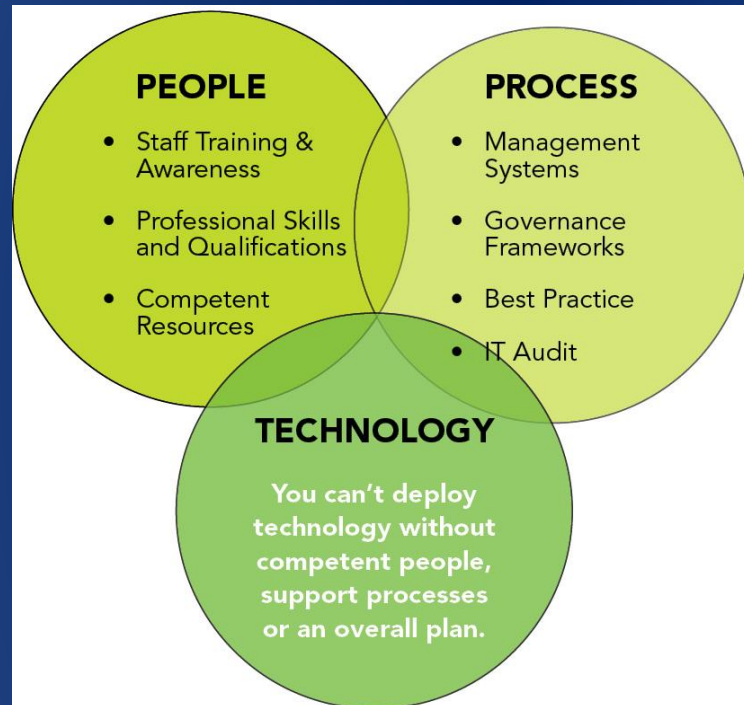 PEOPLE
• Staff Training &
Awareness
• Professional Skills
and Qualifications
• Competent
Resources
PROCESS
• Management
Systems
• Governance
Frameworks
• Best Practice
• IT Audit
TECHNOLOGY
You can’t deploy
technology without
competent people,
support processes
or an overall plan.